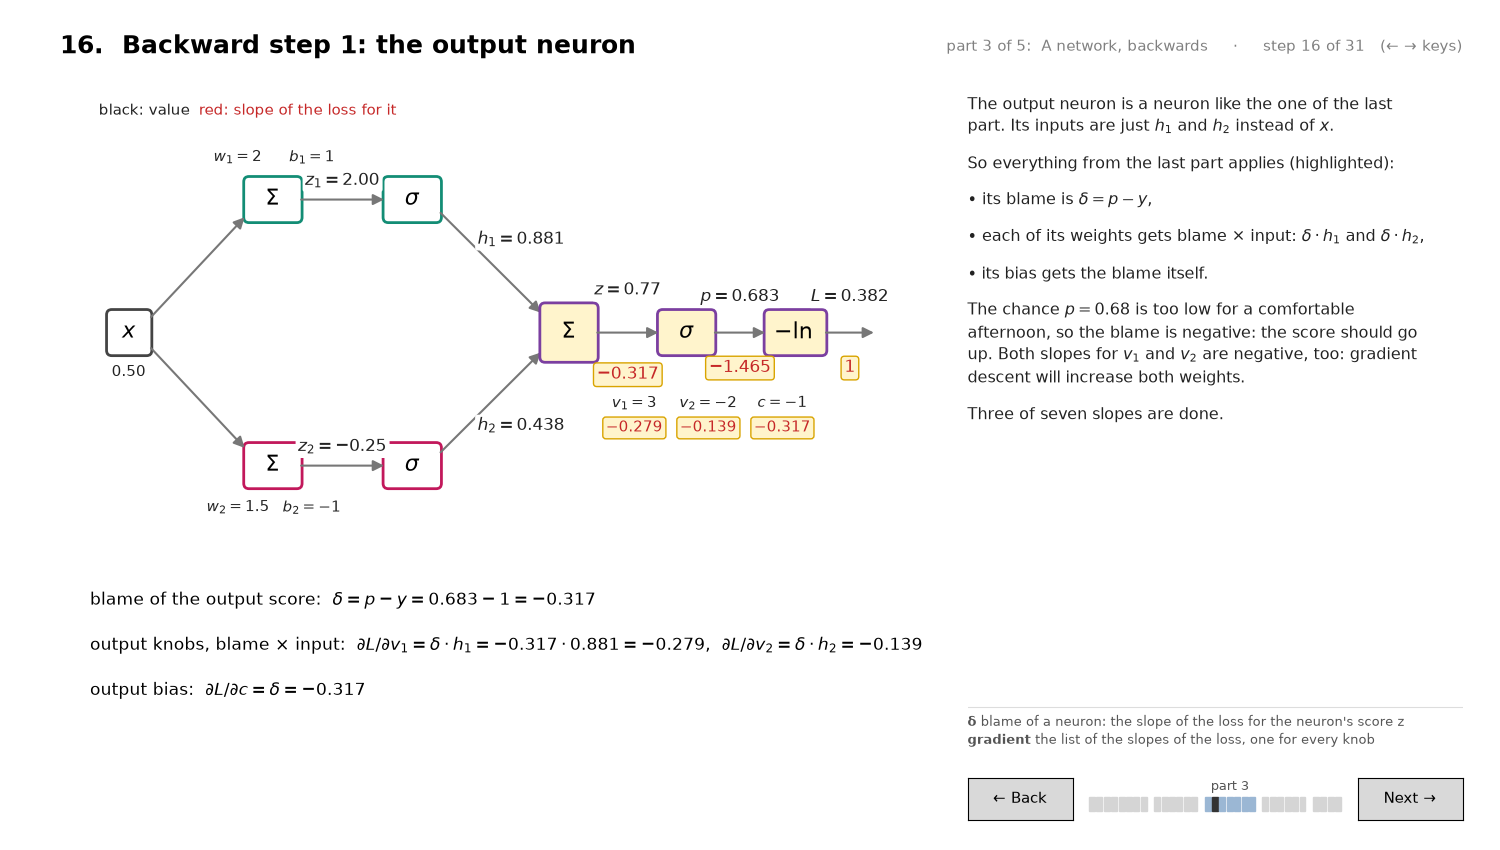 16.  Backward step 1: the output neuron
part 3 of 5:  A network, backwards  ·  step 16 of 31  (← → keys)
black: value  red: slope of the loss for it
w₁ = 2  b₁ = 1
z₁ = 2.00
Σ
σ
h₁ = 0.881
z = 0.77
p = 0.683
L = 0.382
x
0.50
Σ
σ
−ln
−0.317
−1.465
1
v₁ = 3  v₂ = −2  c = −1
−0.279  −0.139  −0.317
h₂ = 0.438
z₂ = −0.25
Σ
σ
w₂ = 1.5  b₂ = −1
blame of the output score:  δ = p − y = 0.683 − 1 = −0.317
output knobs, blame × input:  ∂L/∂v₁ = δ · h₁ = −0.317 · 0.881 = −0.279,  ∂L/∂v₂ = δ · h₂ = −0.139
output bias:  ∂L/∂c = δ = −0.317
The output neuron is a neuron like the one of the last
part. Its inputs are just h₁ and h₂ instead of x.
So everything from the last part applies (highlighted):
• its blame is δ = p − y,
• each of its weights gets blame × input: δ · h₁ and δ · h₂,
• its bias gets the blame itself.
The chance p = 0.68 is too low for a comfortable
afternoon, so the blame is negative: the score should go
up. Both slopes for v₁ and v₂ are negative, too: gradient
descent will increase both weights.
Three of seven slopes are done.
δ blame of a neuron: the slope of the loss for the neuron's score z
gradient the list of the slopes of the loss, one for every knob
← Back
part 3
Next →